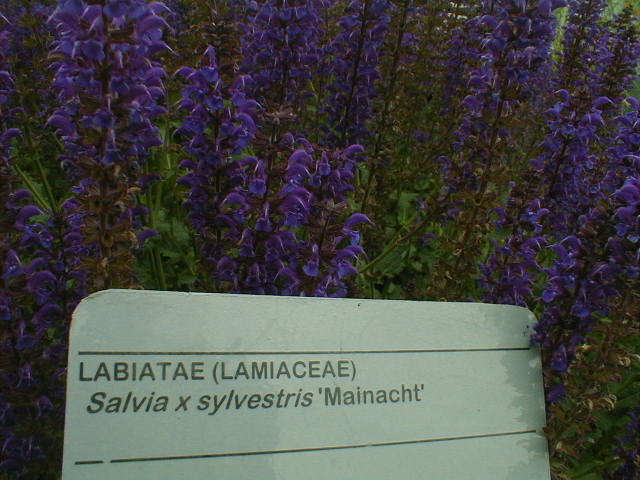 LABIATAE (LAMIACEAE)
Salvia x sylvestris 'Mainacht'